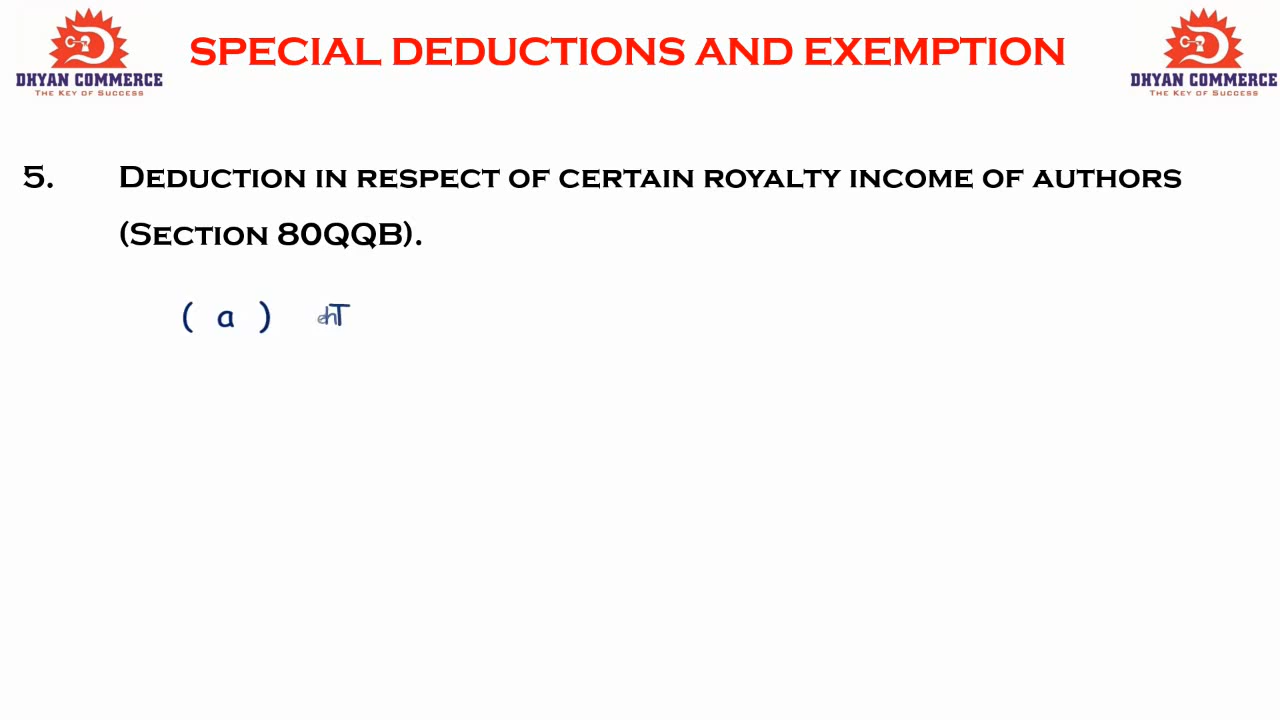 DHYAN COMMERCE
The Key of Success
SPECIAL DEDUCTIONS AND EXEMPTION
DHYAN COMMERCE
The Key of Success
5. Deduction in respect of certain royalty income of authors
(Section 80QQB).
( a )